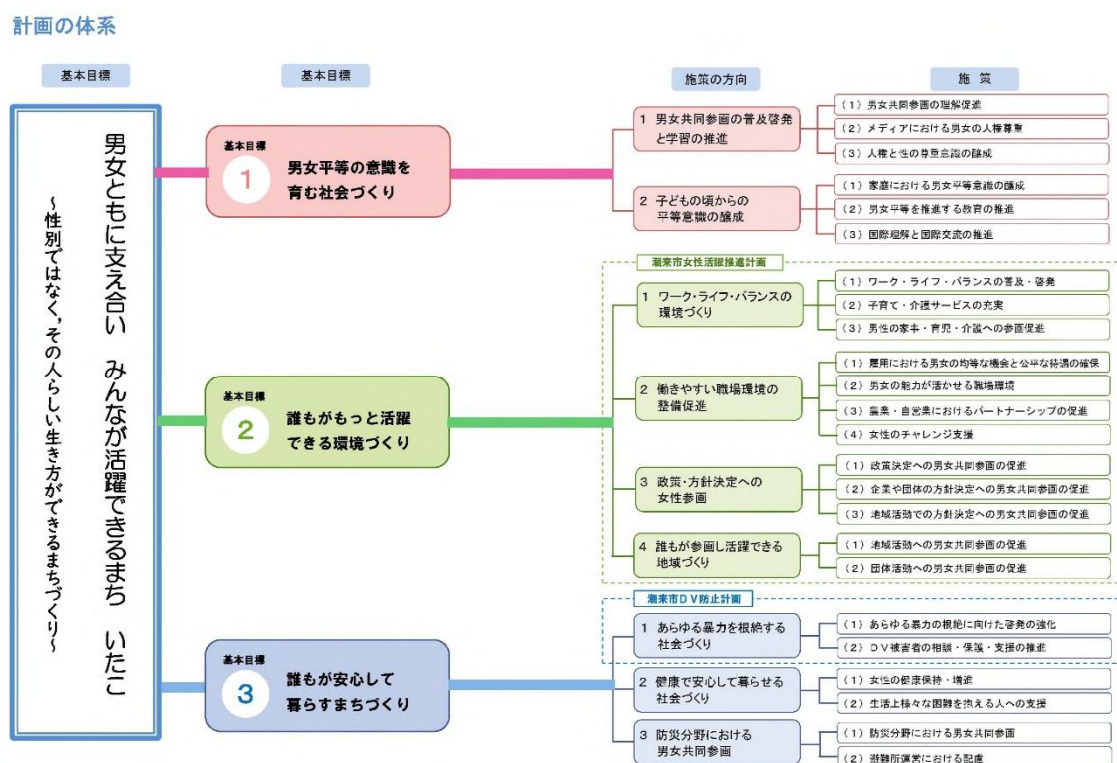 計画の体系
基本目標
基本目標
施策の方向
施 策
男女ともに支え合い みんなが活躍できるまち いたこ
～性別ではなく,その人らしい生き方ができるまちづくり～
基本目標
1
男女平等の意識を
育む社会づくり
1 男女共同参画の普及啓発
と学習の推進
(1)男女共同参画の理解促進
(2)メディアにおける男女の人権尊重
(3)人権と性の尊重意識の醸成
2 子どもの頃からの
平等意識の醸成
(1)家庭における男女平等意識の醸成
(2)男女平等を推進する教育の推進
(3)国際理解と国際交流の推進
基本目標
2
誰もがもっと活躍
できる環境づくり
潮来市女性活躍推進計画
1 ワーク・ライフ・バランスの
環境づくり
(1)ワーク・ライフ・バランスの普及・啓発
(2)子育て・介護サービスの充実
(3)男性の家事・育児・介護への参画促進
2 働きやすい職場環境の
整備促進
(1)雇用における男女の均等な機会と公平な待遇の確保
(2)男女の能力が活かせる職場環境
(3)農業・自営業におけるパートナーシップの促進
(4)女性のチャレンジ支援
3 政策・方針決定への
女性参画
(1)政策決定への男女共同参画の促進
(2)企業や団体の方針決定への男女共同参画の促進
(3)地域活動での方針決定への男女共同参画の促進
4 誰もが参画し活躍できる
地域づくり
(1)地域活動への男女共同参画の促進
(2)団体活動への男女共同参画の促進
基本目標
3
誰もが安心して
暮らすまちづくり
潮来市DV防止計画
1 あらゆる暴力を根絶する
社会づくり
(1)あらゆる暴力の根絶に向けた啓発の強化
(2)DV被害者の相談・保護・支援の推進
2 健康で安心して暮らせる
社会づくり
(1)女性の健康保持・増進
(2)生活上様々な困難を抱える人への支援
3 防災分野における
男女共同参画
(1)防災分野における男女共同参画
(2)避難所運営における配慮